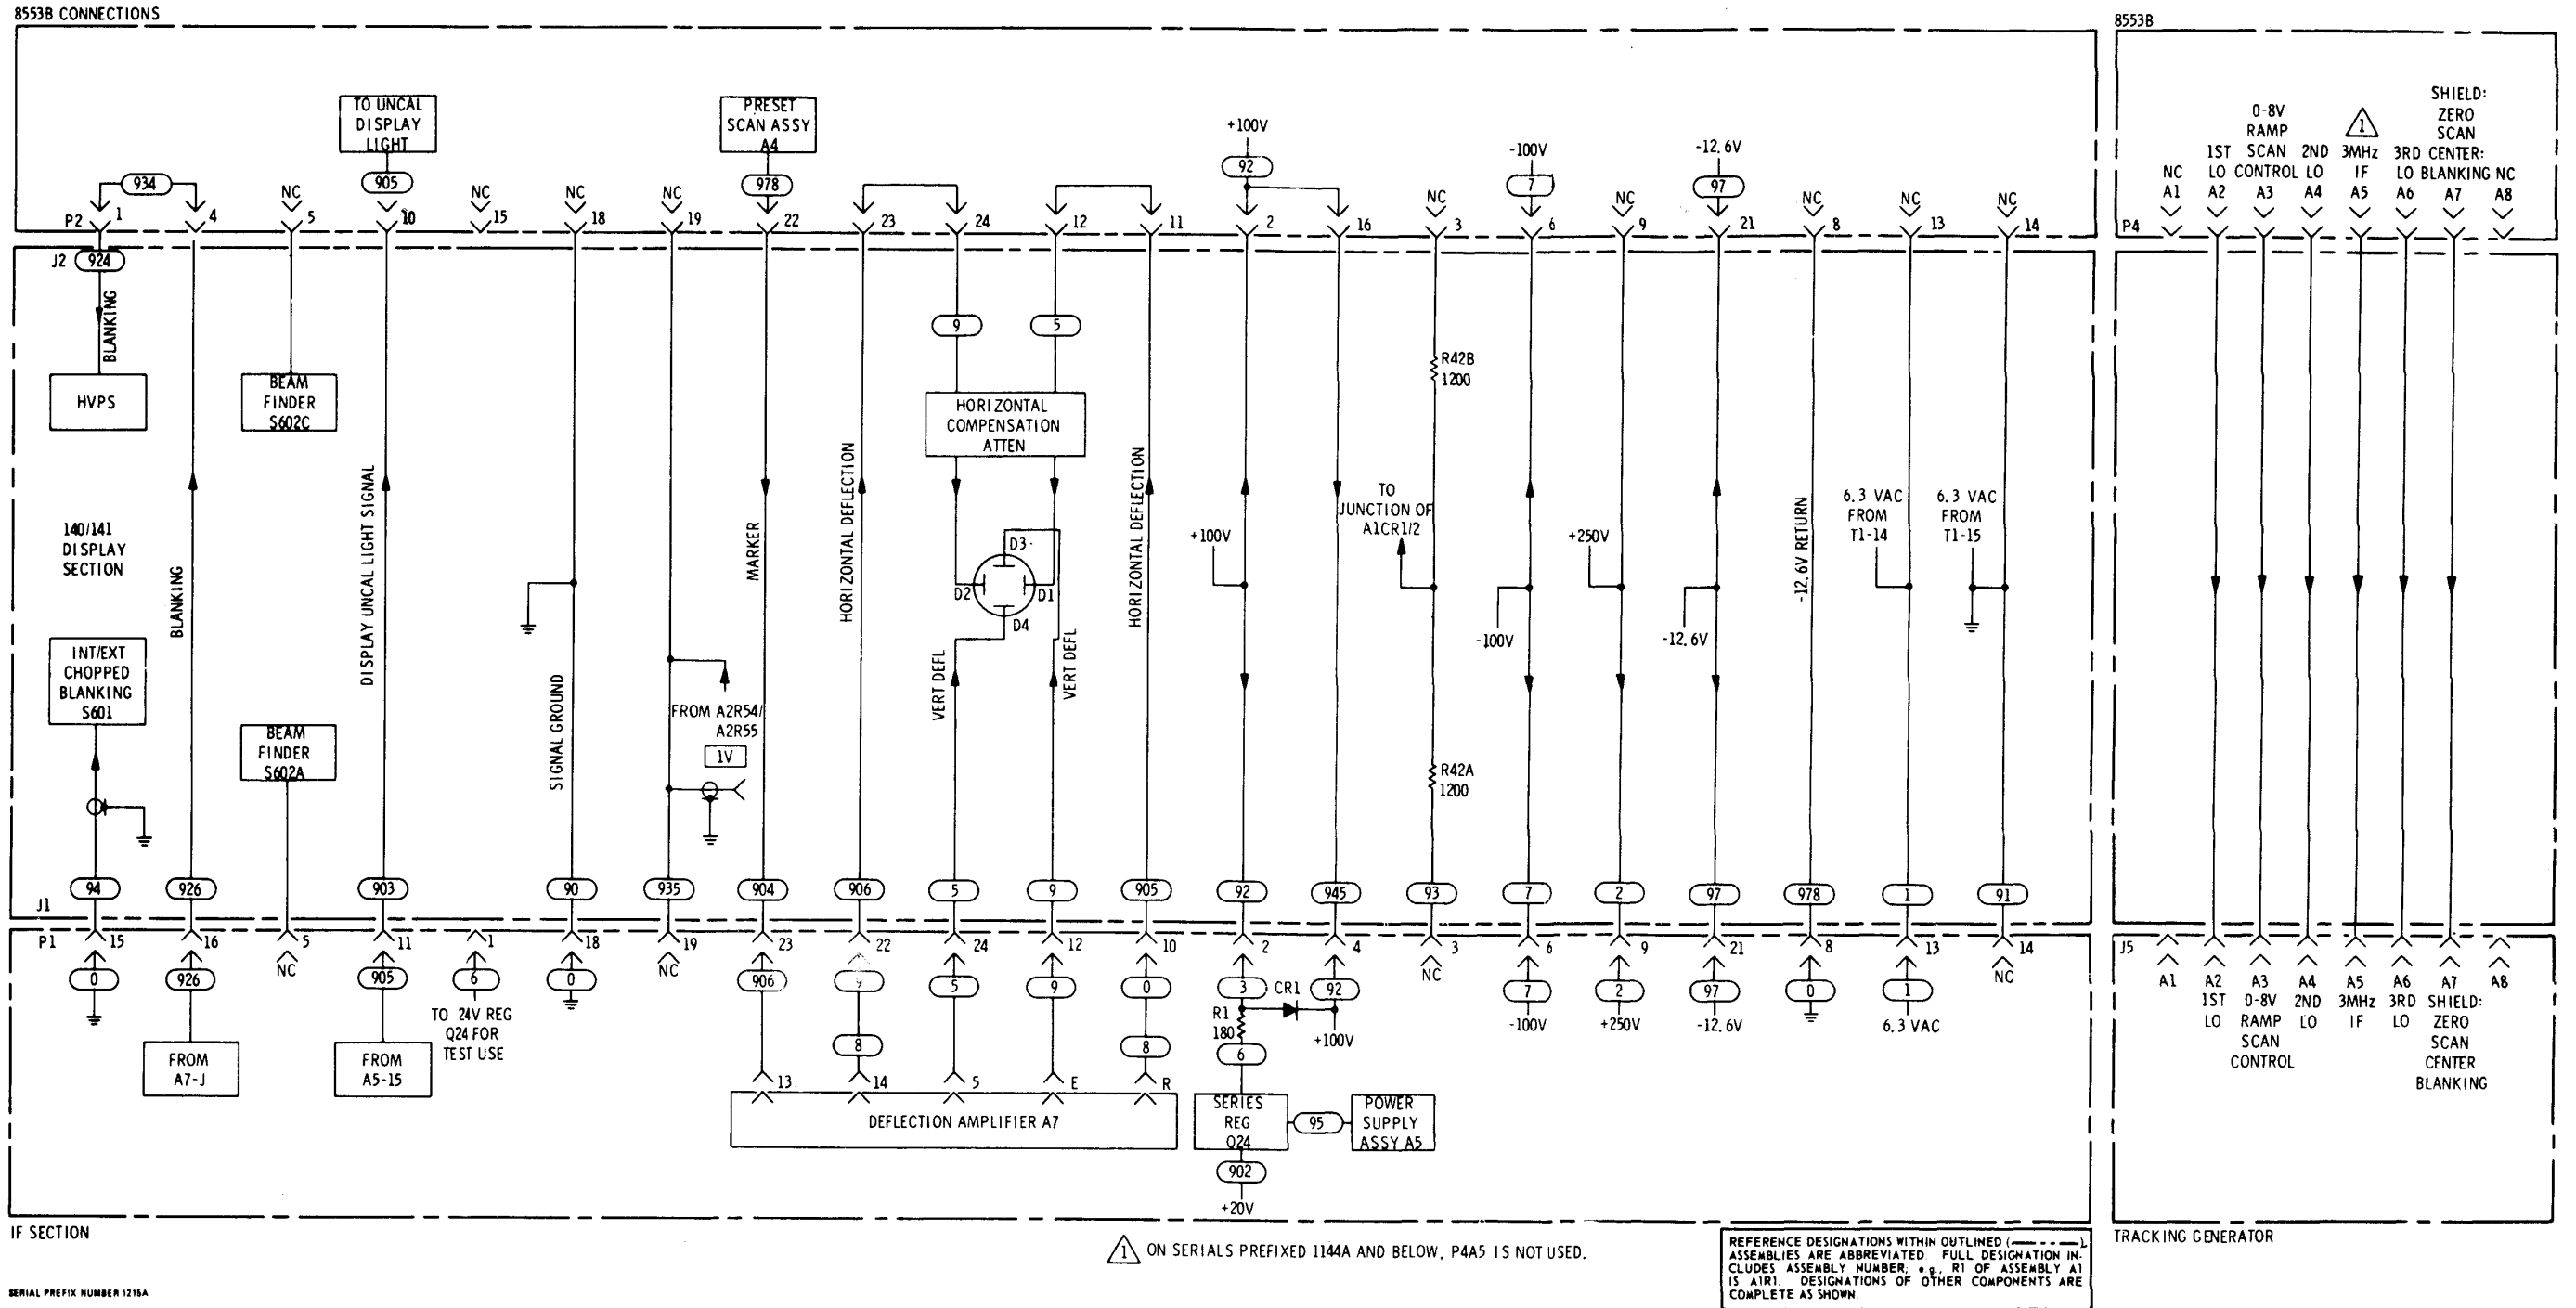 8553B CONNECTIONS
8553B
TO UNCAL
DISPLAY
LIGHT
PRESET
SCAN ASSY
A4
+100V
-100V
-12.6V
934
905
978
92
7
97
NC
NC
NC
NC
NC
NC
NC
NC
NC
P2
1
4
5
10
15
18
19
22
23
24
12
11
2
16
3
6
9
21
8
13
14
NC
A1
1ST
LO
A2
0-8V
RAMP
SCAN
CONTROL
A3
2ND
LO
A4
1
3MHz
IF
A5
3RD
LO
A6
SHIELD:
ZERO
SCAN
CENTER:
BLANKING
A7
NC
A8
P4
J2
924
BLANKING
HVPS
BEAM
FINDER
S602C
9
5
HORIZONTAL
COMPENSATION
ATTEN
R42B
1200
140/141
DISPLAY
SECTION
BLANKING
DISPLAY UNCAL LIGHT SIGNAL
SIGNAL GROUND
MARKER
HORIZONTAL DEFLECTION
D3
D2
D1
D4
VERT DEFL
VERT DEFL
HORIZONTAL DEFLECTION
+100V
TO
JUNCTION OF
A1CR1/2
-100V
+250V
-12.6V
-12.6V RETURN
6.3 VAC
FROM
T1-14
6.3 VAC
FROM
T1-15
INT/EXT
CHOPPED
BLANKING
S601
BEAM
FINDER
S602A
FROM A2R54/
A2R55
1V
R42A
1200
94
926
903
90
935
904
906
5
9
905
92
945
93
7
2
97
978
1
91
J1
P1
15
16
5
11
1
18
19
23
22
24
12
10
2
4
3
6
9
21
8
13
14
0
926
NC
905
6
0
NC
906
9
5
9
0
3
CR1
92
NC
7
2
97
0
1
NC
FROM
A7-J
FROM
A5-15
TO 24V REG
Q24 FOR
TEST USE
8
8
R1
180
6
+100V
-100V
+250V
-12.6V
6.3 VAC
13
14
5
E
R
DEFLECTION AMPLIFIER A7
SERIES
REG
Q24
95
POWER
SUPPLY
ASSY A5
902
+20V
J5
A1
A2
1ST
LO
A3
0-8V
RAMP
SCAN
CONTROL
A4
2ND
LO
A5
3MHz
IF
A6
3RD
LO
A7
SHIELD:
ZERO
SCAN
CENTER
BLANKING
A8
IF SECTION
TRACKING GENERATOR
1 ON SERIALS PREFIXED 1144A AND BELOW, P4A5 IS NOT USED.
REFERENCE DESIGNATIONS WITHIN OUTLINED (— - - —)
ASSEMBLIES ARE ABBREVIATED. FULL DESIGNATION IN-
CLUDES ASSEMBLY NUMBER; e.g., R1 OF ASSEMBLY A1
IS A1R1. DESIGNATIONS OF OTHER COMPONENTS ARE
COMPLETE AS SHOWN.
SERIAL PREFIX NUMBER 1215A